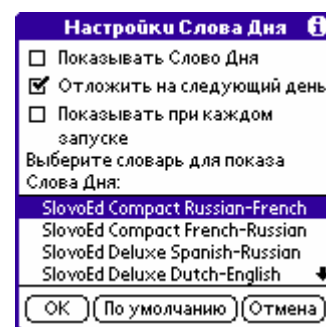 Настройки Слова Дня
Показывать Слово Дня
Отложить на следующий день
Показывать при каждом
запуске
Выберите словарь для показа
Слова Дня:
SlovoEd Compact Russian-French
SlovoEd Compact French-Russian
SlovoEd Deluxe Spanish-Russian
SlovoEd Deluxe Dutch-English
OK По умолчанию Отмена